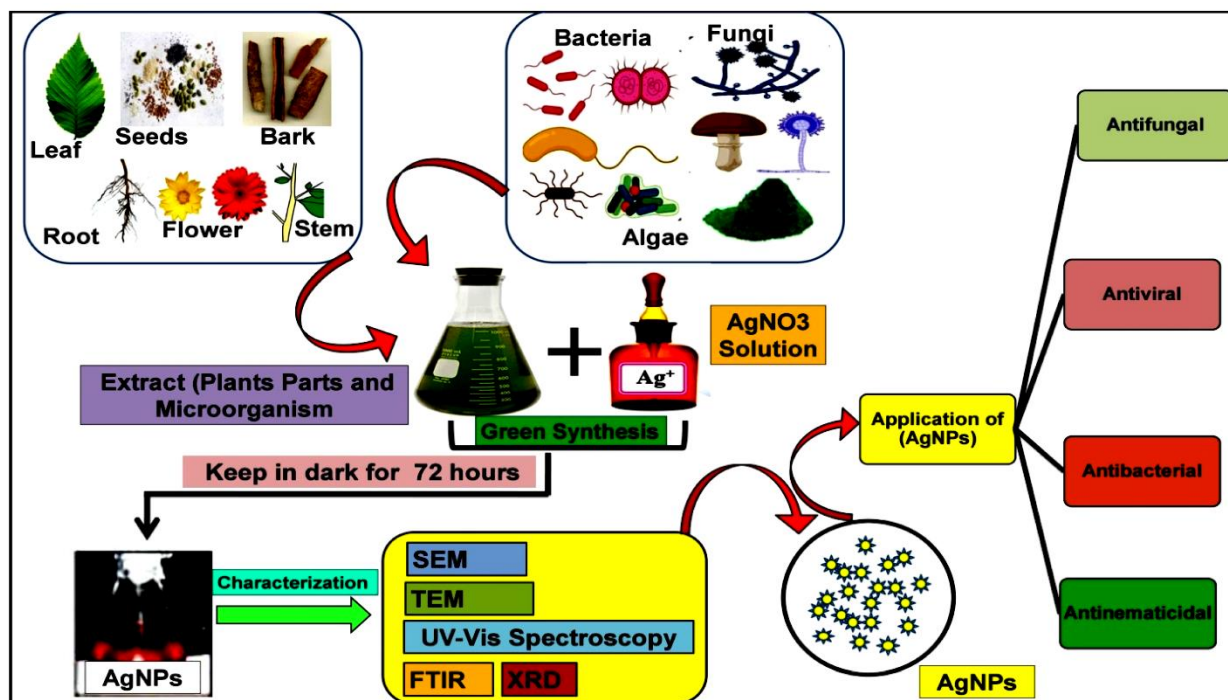 Leaf
Seeds
Bark
Root
Flower
Stem
Bacteria
Fungi
Algae
Extract (Plants Parts and
Microorganism
Ag+
AgNO3
Solution
Green Synthesis
Keep in dark for 72 hours
AgNPs
Characterization
SEM
TEM
UV-Vis Spectroscopy
FTIR
XRD
AgNPs
Application of
(AgNPs)
Antifungal
Antiviral
Antibacterial
Antinematicidal